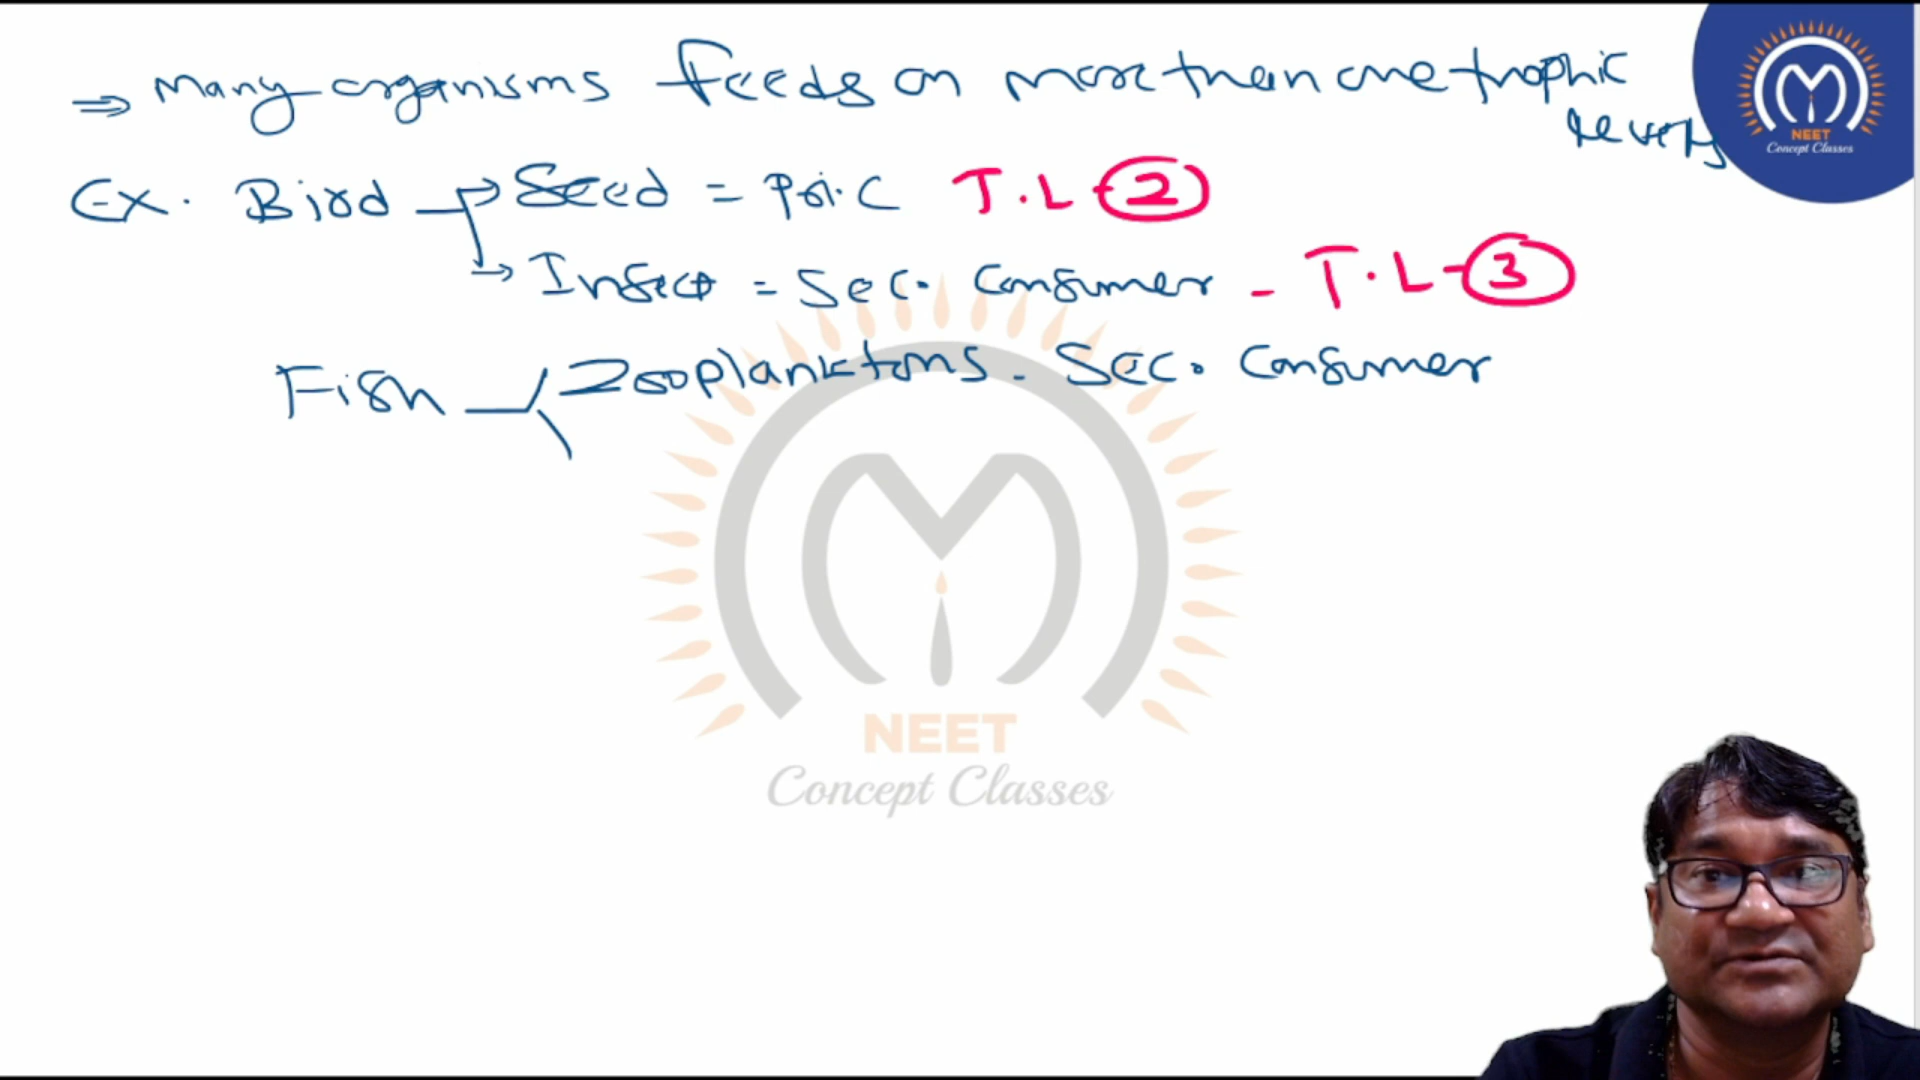 ⇒ Many organisms feeds on more than one trophic
levels
Ex. Bird → Seed = Pri. C T.L-2
→ Insect = Sec. Consumer - T.L-3
Fish Zooplanktons - Sec. Consumer
NEET
Concept Classes
NEET
Concept Classes